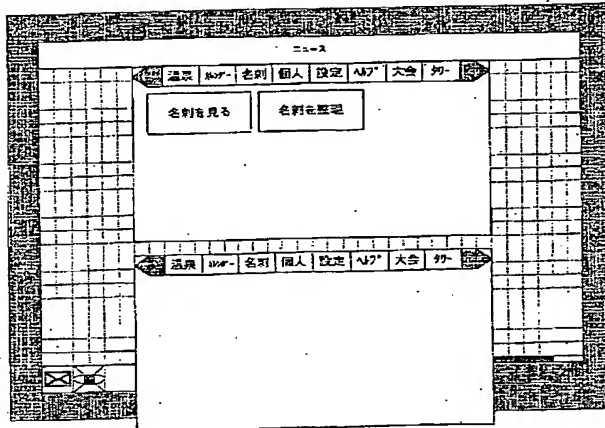 ニュース
温泉 カレンダー 名刺 個人 設定 ヘルプ 大会 タワー
名刺を見る 名刺を整理
温泉 カレンダー 名刺 個人 設定 ヘルプ 大会 タワー